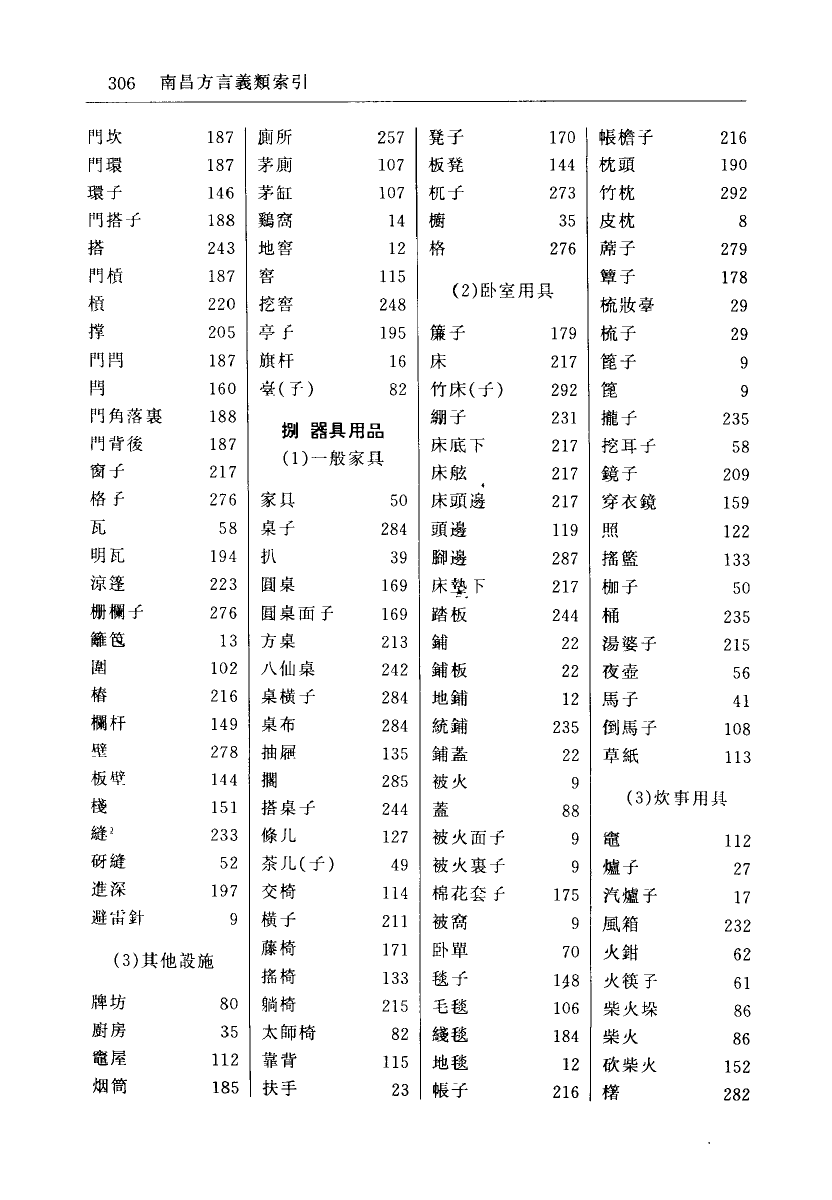 306 南昌方言義類索引
門坎 187
門環 187
環子 146
門搭子 188
搭 243
門槓 187
槓 220
撑 205
門閂 187
閂 160
門角落裏 188
門背後 187
窗子 217
格子 276
瓦 58
明瓦 194
涼篷 223
栅欄子 276
籬笆 13
圍 102
樁 216
欄杆 149
壁 278
板壁 144
棧 151
縫² 233
砑縫 52
進深 197
避雷針 9
(3)其他設施
牌坊 80
厨房 35
竈屋 112
烟筒 185
廁所 257
茅廁 107
茅缸 107
鷄窩 14
地窖 12
窖 115
挖窖 248
亭子 195
旗杆 16
臺(子) 82
捌 器具用品
(1)一般家具
家具 50
桌子 284
扒 39
圓桌 169
圓桌面子 169
方桌 213
八仙桌 242
桌横子 284
桌布 284
抽屜 135
擱 285
搭桌子 244
條几 127
茶几(子) 49
交椅 114
横子 211
藤椅 171
摇椅 133
躺椅 215
太師椅 82
靠背 115
扶手 23
凳子 170
板凳 144
杌子 273
櫥 35
格 276
(2)卧室用具
簾子 179
床 217
竹床(子) 292
綳子 231
床底下 217
床舷 217
床頭邊 217
頭邊 119
脚邊 287
床墊下 217
踏板 244
鋪 22
鋪板 22
地鋪 12
統鋪 235
鋪蓋 22
被火 9
蓋 88
被火面子 9
被火裏子 9
棉花套子 175
被窩 9
卧單 70
毯子 148
毛毯 106
綫毯 184
地毯 12
帳子 216
帳檐子 216
枕頭 190
竹枕 292
皮枕 8
蓆子 279
簟子 178
梳妝臺 29
梳子 29
篦子 9
篦 9
攏子 235
挖耳子 58
鏡子 209
穿衣鏡 159
照 122
摇籃 133
枷子 50
桶 235
湯婆子 215
夜壺 56
馬子 41
倒馬子 108
草紙 113
(3)炊事用具
竈 112
爐子 27
汽爐子 17
風箱 232
火鉗 62
火筷子 61
柴火垛 86
柴火 86
砍柴火 152
282